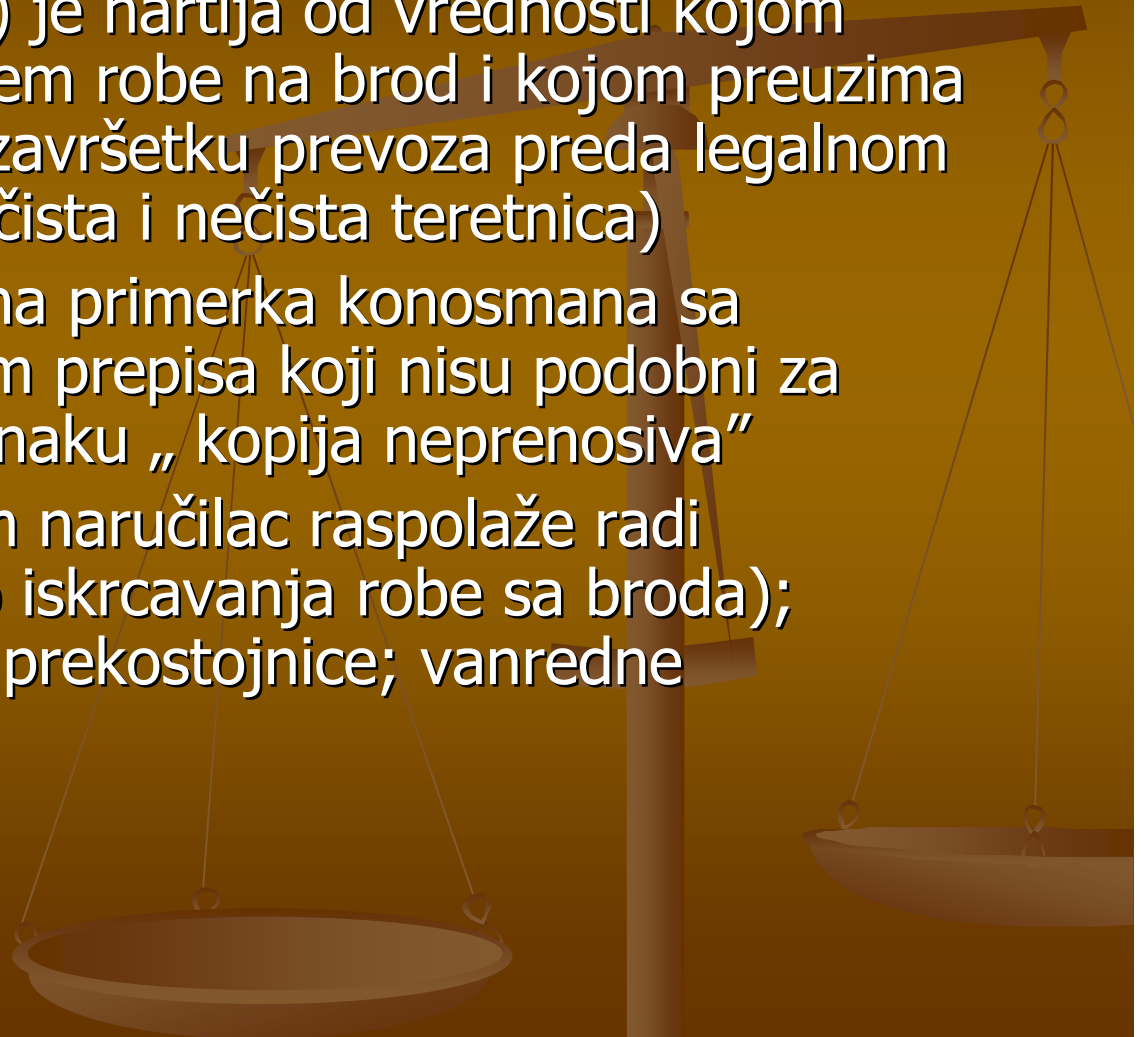 ) je hartija od vrednosti kojom
em robe na brod i kojom preuzima
završetku prevoza preda legalnom
čista i nečista teretnica)
na primerka konosmana sa
m prepisa koji nisu podobni za
naku „ kopija neprenosiva”
naručilac raspolaže radi
iskrcavanja robe sa broda);
prekostojnice; vanredne